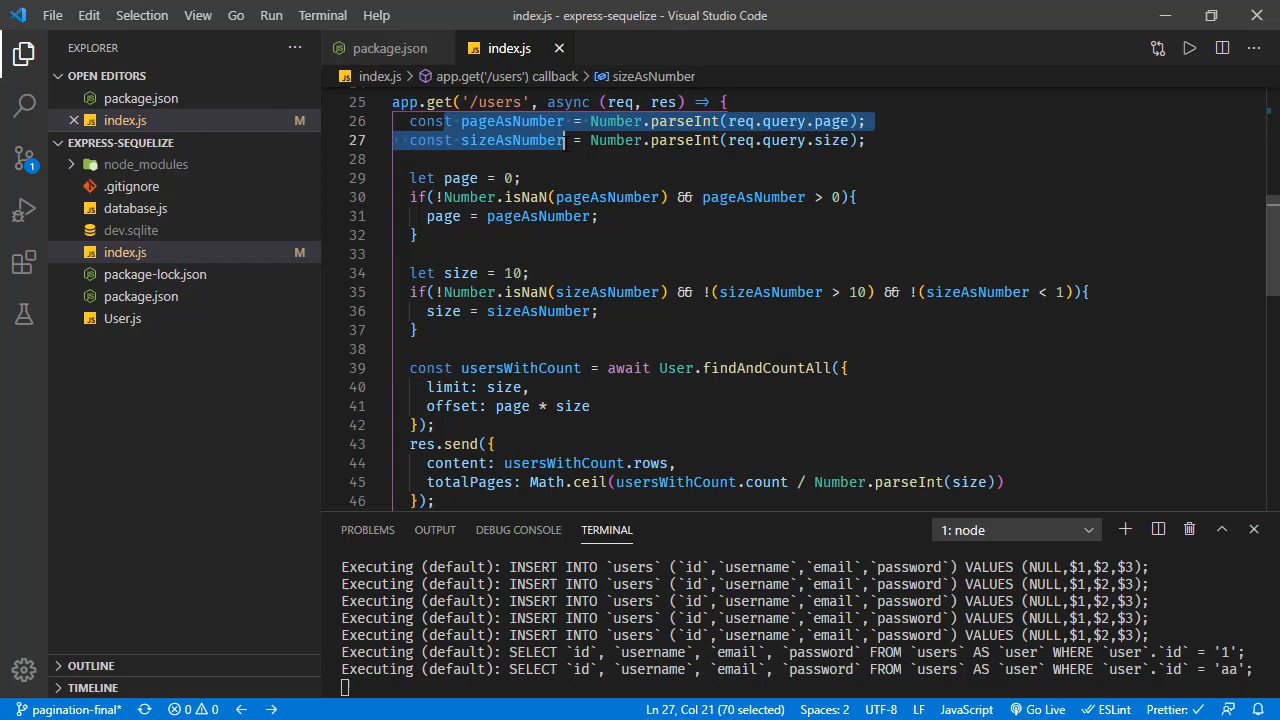 File Edit Selection View Go Run Terminal Help index.js - express-sequelize - Visual Studio Code
EXPLORER
OPEN EDITORS
package.json
index.js M
EXPRESS-SEQUELIZE
node_modules
.gitignore
database.js
dev.sqlite
index.js M
package-lock.json
package.json
User.js
OUTLINE
TIMELINE
1
package.json index.js
index.js > app.get('/users') callback > sizeAsNumber
25 app.get('/users', async (req, res) => {
26 const pageAsNumber = Number.parseInt(req.query.page);
27 const sizeAsNumber = Number.parseInt(req.query.size);
28
29 let page = 0;
30 if(!Number.isNaN(pageAsNumber) && pageAsNumber > 0){
31 page = pageAsNumber;
32 }
33
34 let size = 10;
35 if(!Number.isNaN(sizeAsNumber) && !(sizeAsNumber > 10) && !(sizeAsNumber < 1)){
36 size = sizeAsNumber;
37 }
38
39 const usersWithCount = await User.findAndCountAll({
40 limit: size,
41 offset: page * size
42 });
43 res.send({
44 content: usersWithCount.rows,
45 totalPages: Math.ceil(usersWithCount.count / Number.parseInt(size))
46 });
PROBLEMS OUTPUT DEBUG CONSOLE TERMINAL 1: node
Executing (default): INSERT INTO `users` (`id`,`username`,`email`,`password`) VALUES (NULL,$1,$2,$3);
Executing (default): INSERT INTO `users` (`id`,`username`,`email`,`password`) VALUES (NULL,$1,$2,$3);
Executing (default): INSERT INTO `users` (`id`,`username`,`email`,`password`) VALUES (NULL,$1,$2,$3);
Executing (default): INSERT INTO `users` (`id`,`username`,`email`,`password`) VALUES (NULL,$1,$2,$3);
Executing (default): INSERT INTO `users` (`id`,`username`,`email`,`password`) VALUES (NULL,$1,$2,$3);
Executing (default): SELECT `id`, `username`, `email`, `password` FROM `users` AS `user` WHERE `user`.`id` = '1';
Executing (default): SELECT `id`, `username`, `email`, `password` FROM `users` AS `user` WHERE `user`.`id` = 'aa';
pagination-final* 0 0 Ln 27, Col 21 (70 selected) Spaces: 2 UTF-8 LF JavaScript Go Live ESLint Prettier: ✓